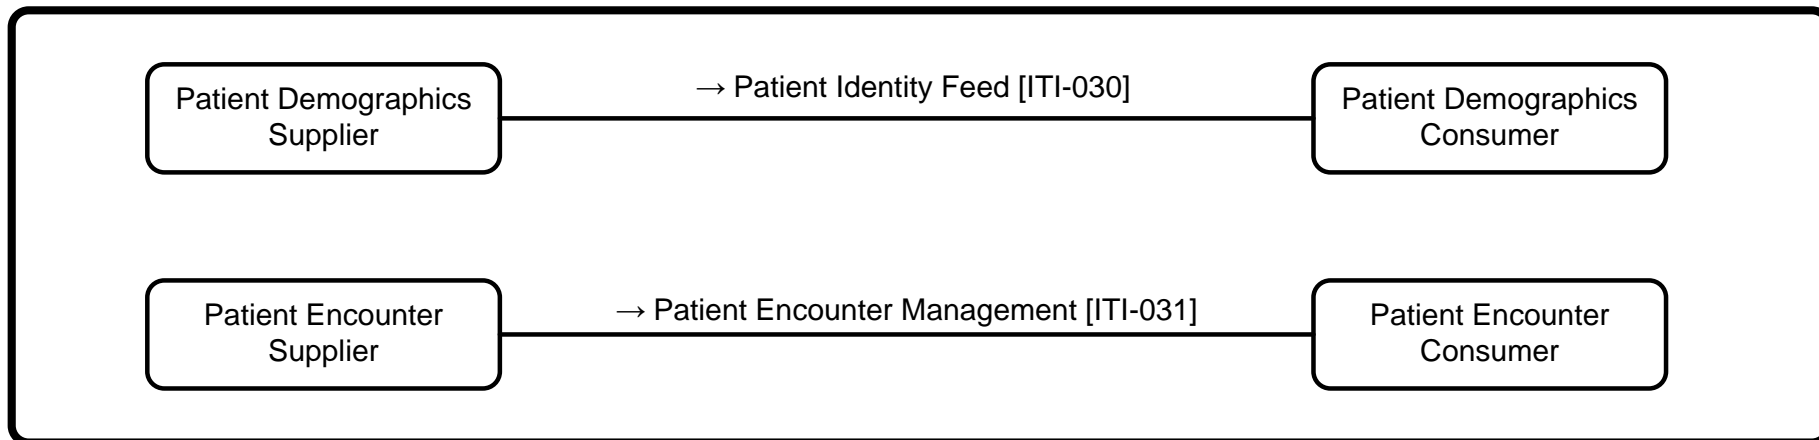 Patient Demographics
Supplier
→ Patient Identity Feed [ITI-030]
Patient Demographics
Consumer
Patient Encounter
Supplier
→ Patient Encounter Management [ITI-031]
Patient Encounter
Consumer